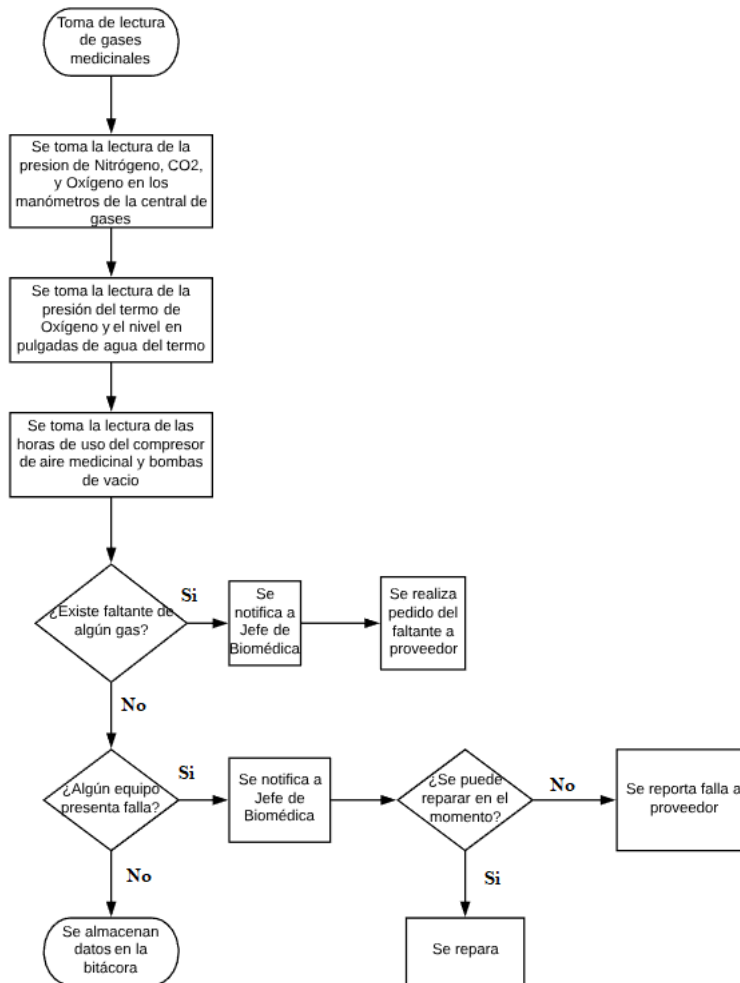 Toma de lectura
de gases
medicinales
Se toma la lectura de la
presion de Nitrógeno, CO2,
y Oxígeno en los
manómetros de la central de
gases
Se toma la lectura de la
presión del termo de
Oxígeno y el nivel en
pulgadas de agua del termo
Se toma la lectura de las
horas de uso del compresor
de aire medicinal y bombas
de vacio
¿Existe faltante de
algún gas?
Si
Se
notifica a
Jefe de
Biomédica
Se realiza
pedido del
faltante a
proveedor
No
¿Algún equipo
presenta falla?
Si
Se notifica a
Jefe de
Biomédica
¿Se puede
reparar en el
momento?
No
Se reporta falla a
proveedor
No
Si
Se almacenan
datos en la
bitácora
Se repara